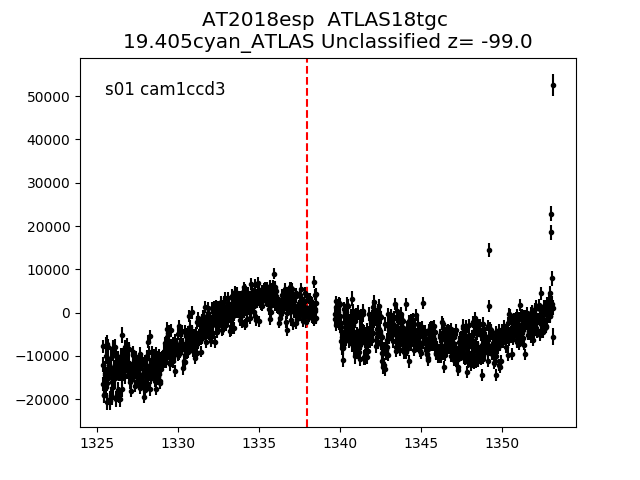 AT2018esp  ATLAS18tgc
19.405cyan_ATLAS Unclassified z= -99.0
s01 cam1ccd3
50000
40000
30000
20000
10000
0
−10000
−20000
1325 1330 1335 1340 1345 1350